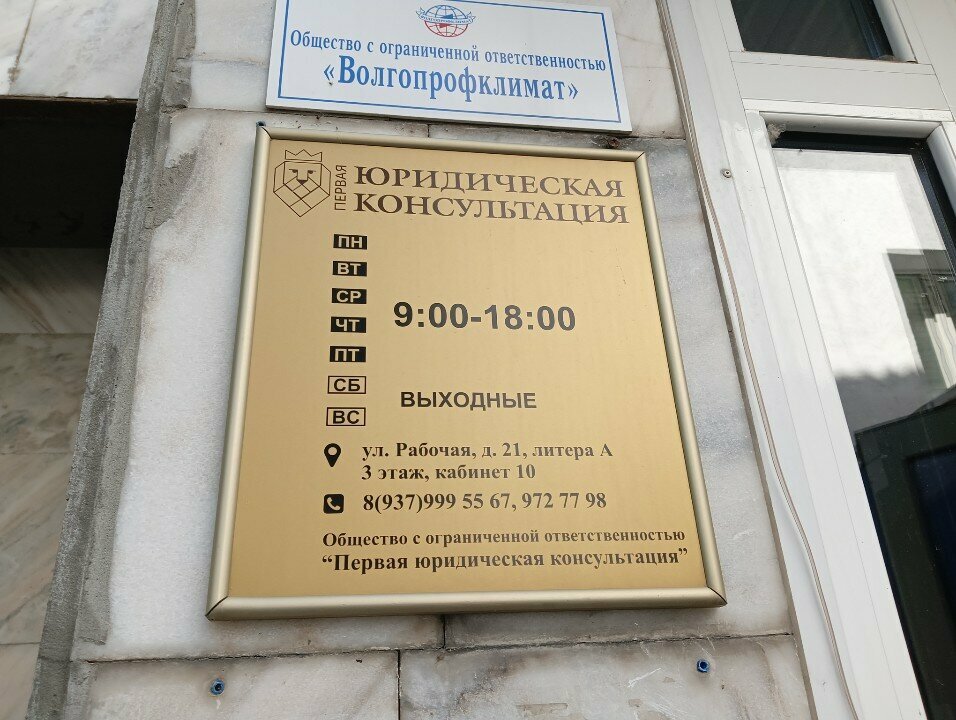 Общество с ограниченной ответственностью
«Волгопрофклимат»
ПЕРВАЯ
ЮРИДИЧЕСКАЯ
КОНСУЛЬТАЦИЯ
ПН
ВТ
СР
ЧТ
9:00-18:00
ПТ
СБ
ВС
ВЫХОДНЫЕ
ул. Рабочая, д. 21, литера А
3 этаж, кабинет 10
8(937)999 55 67, 972 77 98
Общество с ограниченной ответственностью
“Первая юридическая консультация”